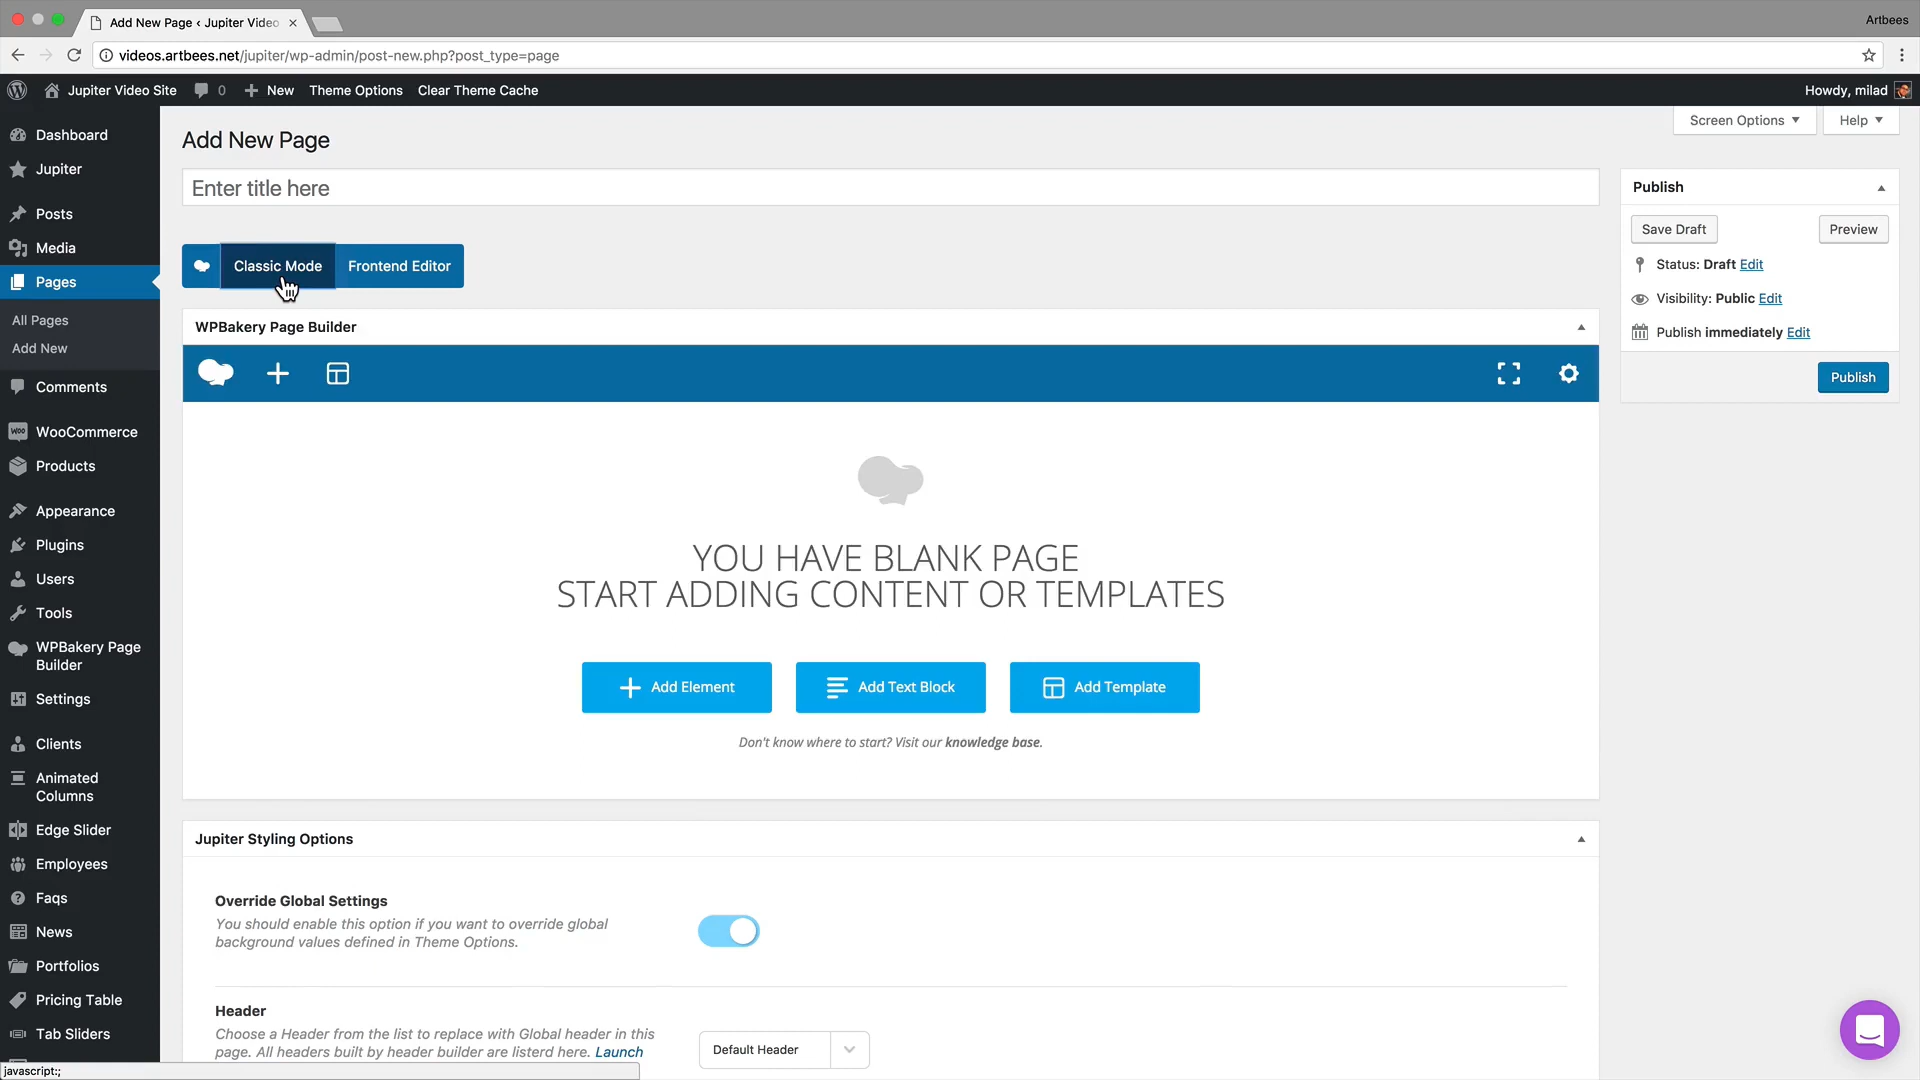 Add New Page ‹ Jupiter Video
Artbees
videos.artbees.net/jupiter/wp-admin/post-new.php?post_type=page
Jupiter Video Site
0
New
Theme Options
Clear Theme Cache
Howdy, milad
Dashboard
Jupiter
Posts
Media
Pages
All Pages
Add New
Comments
WooCommerce
Products
Appearance
Plugins
Users
Tools
WPBakery Page
Builder
Settings
Clients
Animated
Columns
Edge Slider
Employees
Faqs
News
Portfolios
Pricing Table
Tab Sliders
javascript:;
Screen Options
Help
Add New Page
Enter title here
Classic Mode
Frontend Editor
WPBakery Page Builder
YOU HAVE BLANK PAGE
START ADDING CONTENT OR TEMPLATES
Add Element
Add Text Block
Add Template
Don't know where to start? Visit our knowledge base.
Jupiter Styling Options
Override Global Settings
You should enable this option if you want to override global
background values defined in Theme Options.
Header
Choose a Header from the list to replace with Global header in this
page. All headers built by header builder are listerd here. Launch
Default Header
Publish
Save Draft
Preview
Status: Draft Edit
Visibility: Public Edit
Publish immediately Edit
Publish